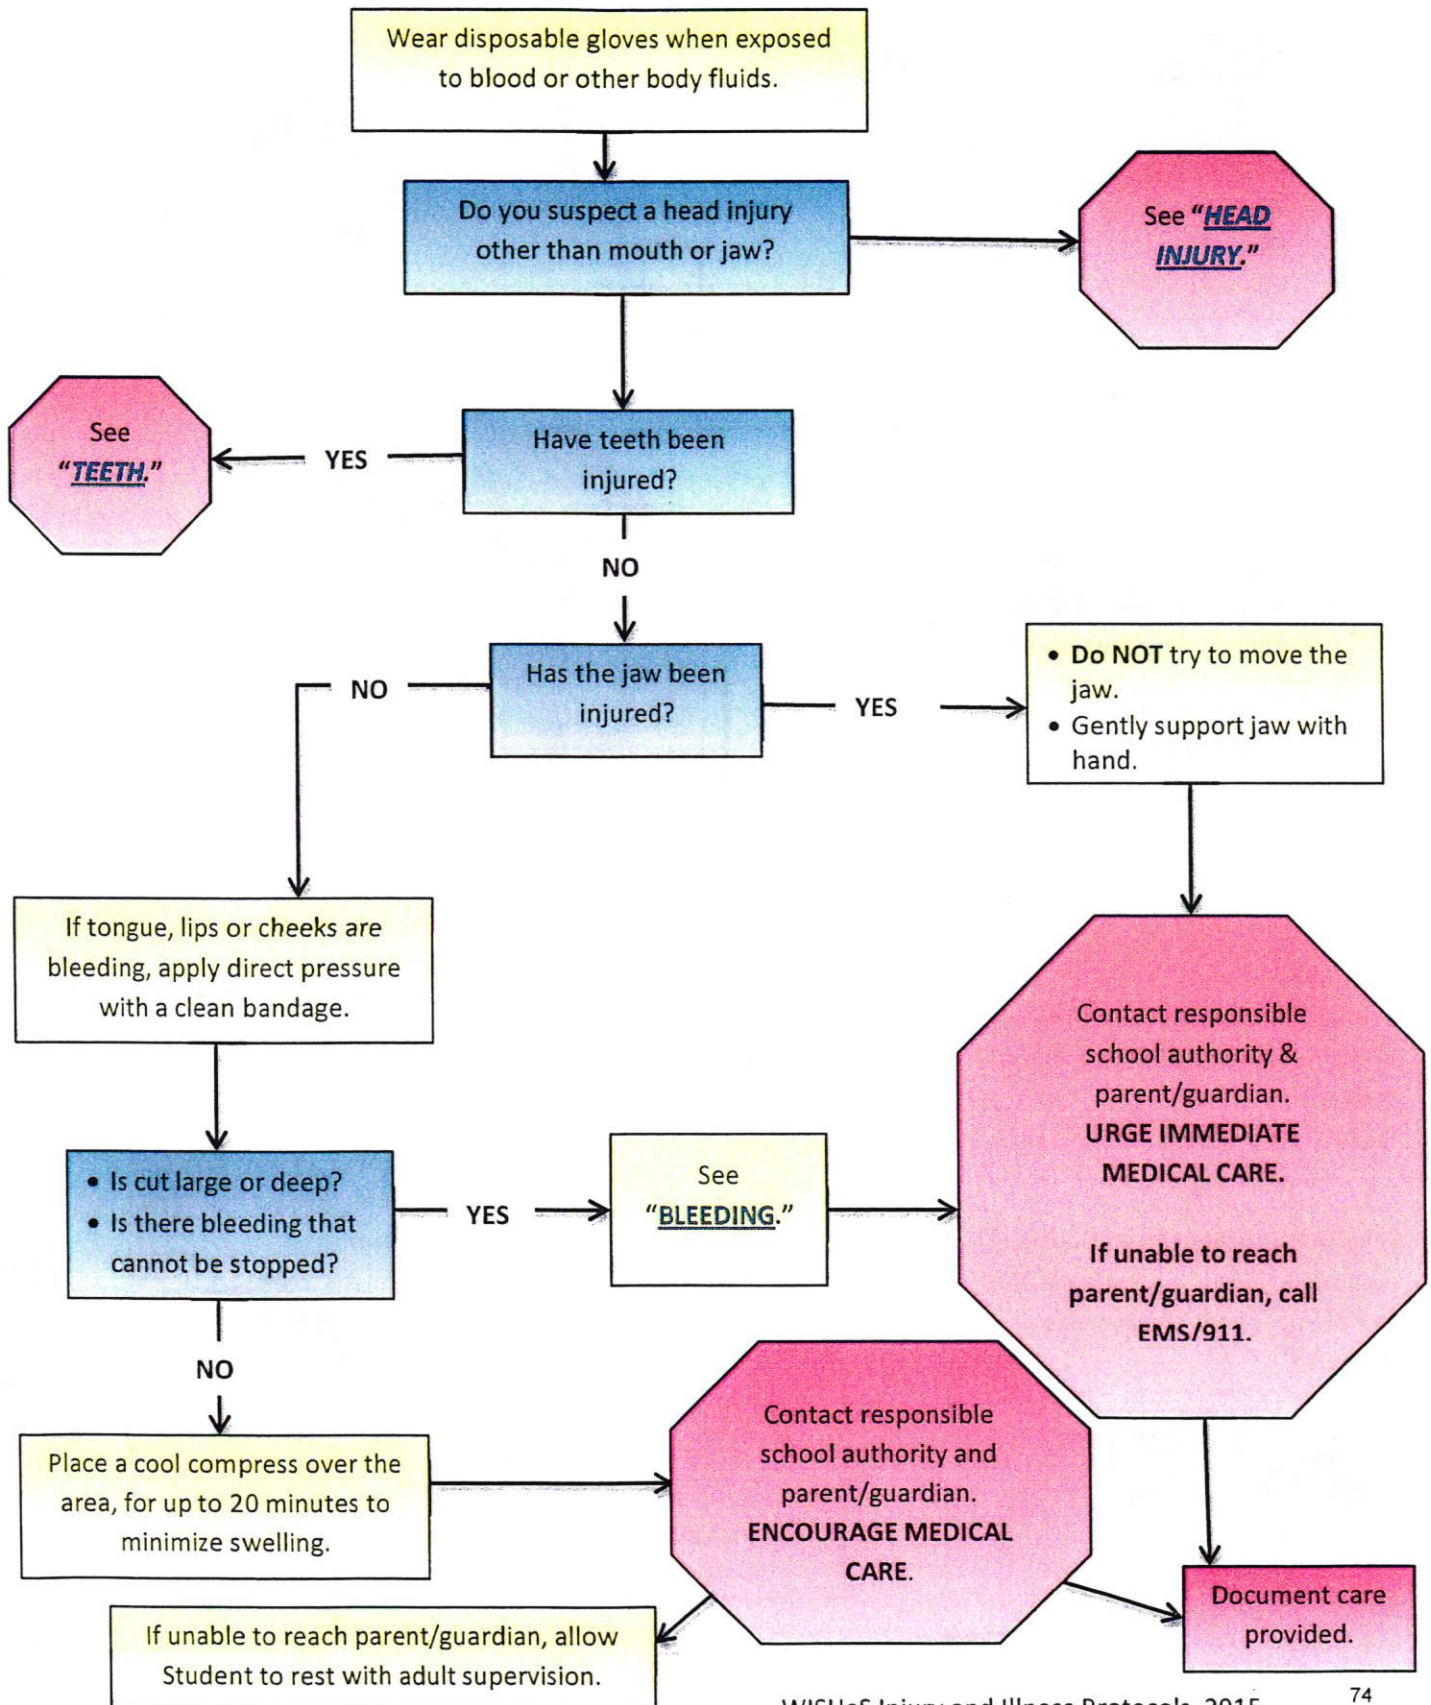 Wear disposable gloves when exposed
to blood or other body fluids.
Do you suspect a head injury
other than mouth or jaw?
See “HEAD
INJURY.”
Have teeth been
injured?
YES
See
“TEETH.”
NO
Has the jaw been
injured?
NO
YES
• Do NOT try to move the
jaw.
• Gently support jaw with
hand.
If tongue, lips or cheeks are
bleeding, apply direct pressure
with a clean bandage.
Contact responsible
school authority &
parent/guardian.
URGE IMMEDIATE
MEDICAL CARE.
If unable to reach
parent/guardian, call
EMS/911.
• Is cut large or deep?
• Is there bleeding that
cannot be stopped?
YES
See
“BLEEDING.”
NO
Place a cool compress over the
area, for up to 20 minutes to
minimize swelling.
Contact responsible
school authority and
parent/guardian.
ENCOURAGE MEDICAL
CARE.
Document care
provided.
If unable to reach parent/guardian, allow
Student to rest with adult supervision.
WISHeS Injury and Illness Protocols, 2015
74